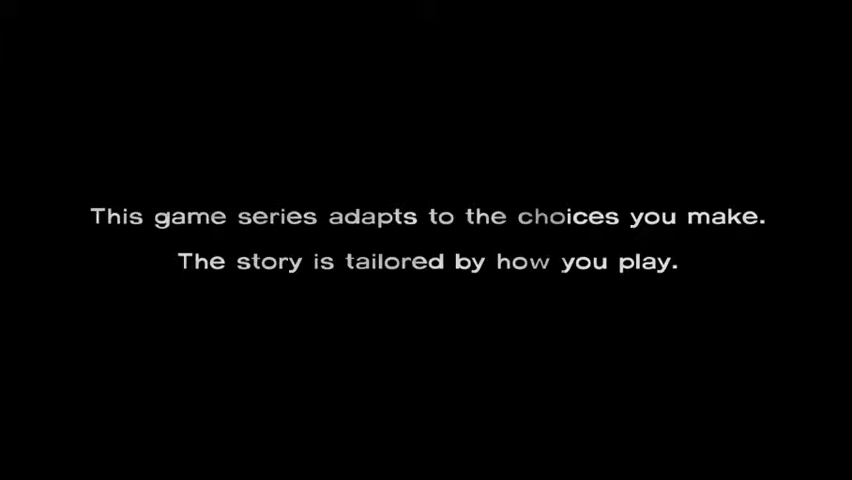 This game series adapts to the choices you make.
The story is tailored by how you play.